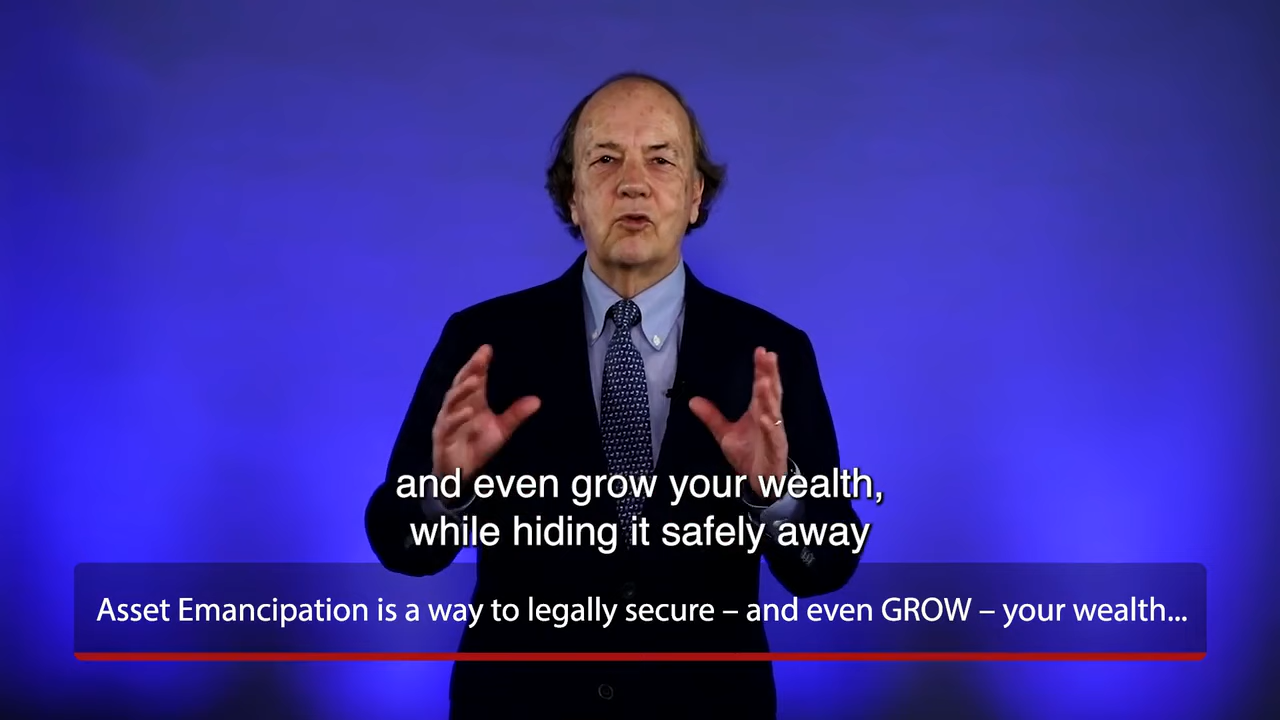 and even grow your wealth,
while hiding it safely away
Asset Emancipation is a way to legally secure – and even GROW – your wealth...